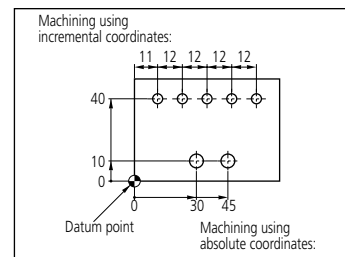 Machining using
incremental coordinates:
11 12 12 12 12
40
10
0
0 30 45
Datum point
Machining using
absolute coordinates: